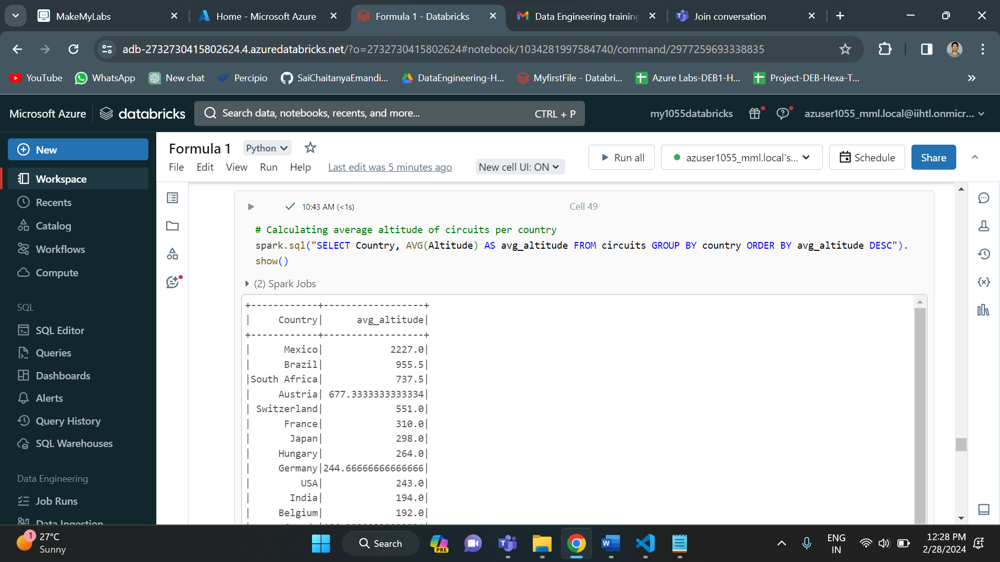 MakeMyLabs
Home - Microsoft Azure
Formula 1 - Databricks
Data Engineering training
Join conversation
adb-2732730415802624.4.azuredatabricks.net/?o=2732730415802624#notebook/1034281997584740/command/2977259693338835
YouTube
WhatsApp
New chat
Percipio
SaiChaitanyaEmandi...
DataEngineering-H...
MyfirstFile - Databri...
Azure Labs-DEB1-H...
Project-DEB-Hexa-T...
Microsoft Azure
databricks
Search data, notebooks, recents, and more...
CTRL + P
my1055databricks
azuser1055_mml.local@iihtl.onmicr...
New
Workspace
Recents
Catalog
Workflows
Compute
SQL
SQL Editor
Queries
Dashboards
Alerts
Query History
SQL Warehouses
Data Engineering
Job Runs
Data Ingestion
Formula 1
Python
File Edit View Run Help
Last edit was 5 minutes ago
New cell UI: ON
Run all
azuser1055_mml.local's...
Schedule
Share
10:43 AM (<1s)
Cell 49
# Calculating average altitude of circuits per country
spark.sql("SELECT Country, AVG(Altitude) AS avg_altitude FROM circuits GROUP BY country ORDER BY avg_altitude DESC").
show()
(2) Spark Jobs
+------------+------------------+
|     Country|      avg_altitude|
+------------+------------------+
|      Mexico|            2227.0|
|      Brazil|             955.5|
|South Africa|             737.5|
|     Austria| 677.3333333333334|
| Switzerland|             551.0|
|      France|             310.0|
|       Japan|             298.0|
|     Hungary|             264.0|
|     Germany|244.66666666666666|
|         USA|             243.0|
|       India|             194.0|
|     Belgium|             192.0|
1
27°C
Sunny
Search
PRE
ENG
IN
12:28 PM
2/28/2024